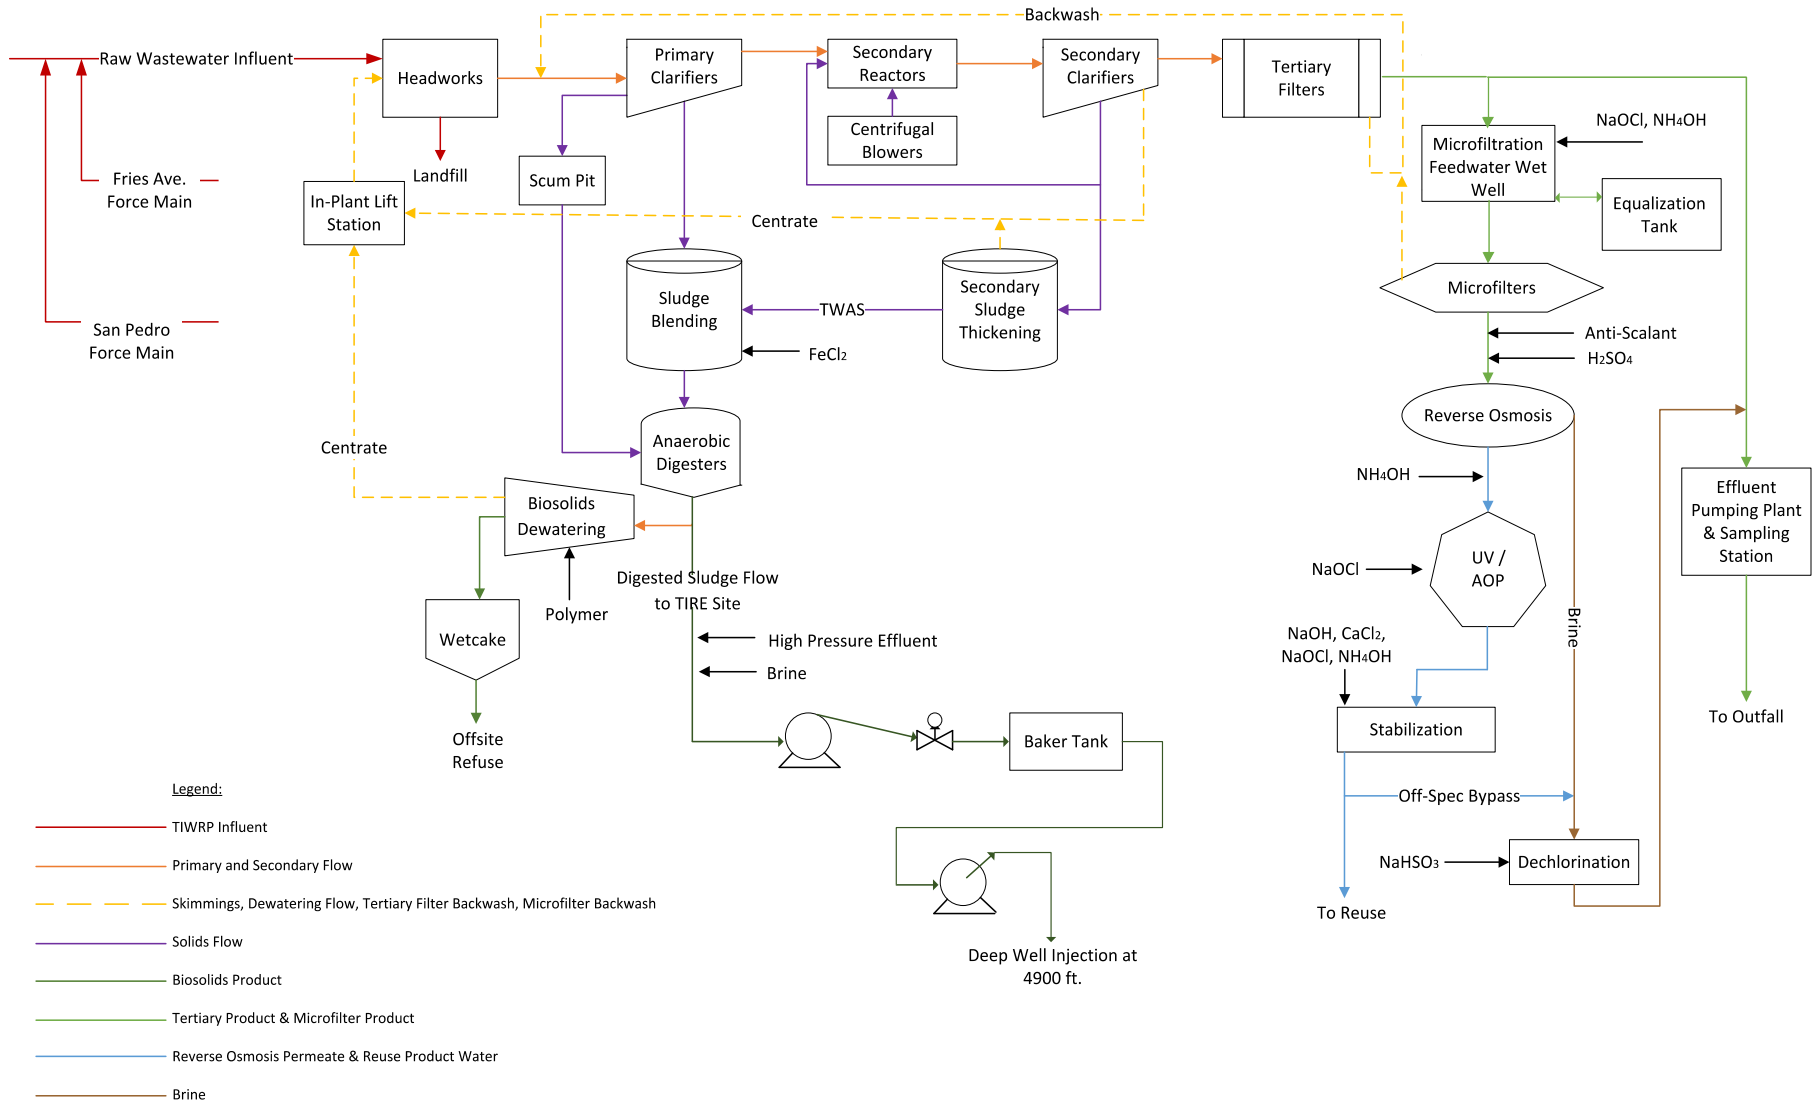 Backwash
Raw Wastewater Influent
Headworks
Primary
Clarifiers
Secondary
Reactors
Secondary
Clarifiers
Tertiary
Filters
Centrifugal
Blowers
NaOCl, NH4OH
Microfiltration
Feedwater Wet
Well
Landfill
Scum Pit
Fries Ave.
Force Main
In-Plant Lift
Station
Centrate
Equalization
Tank
San Pedro
Force Main
Sludge
Blending
TWAS
Secondary
Sludge
Thickening
Microfilters
FeCl2
Anti-Scalant
H2SO4
Reverse Osmosis
Centrate
Anaerobic
Digesters
NH4OH
Biosolids
Dewatering
Effluent
Pumping Plant
& Sampling
Station
UV /
AOP
NaOCl
Digested Sludge Flow
to TIRE Site
Polymer
Brine
Wetcake
High Pressure Effluent
Brine
NaOH, CaCl2,
NaOCl, NH4OH
Offsite
Refuse
Baker Tank
Stabilization
To Outfall
Off-Spec Bypass
NaHSO3
Dechlorination
To Reuse
Deep Well Injection at
4900 ft.
Legend:
TIWRP Influent
Primary and Secondary Flow
Skimmings, Dewatering Flow, Tertiary Filter Backwash, Microfilter Backwash
Solids Flow
Biosolids Product
Tertiary Product & Microfilter Product
Reverse Osmosis Permeate & Reuse Product Water
Brine